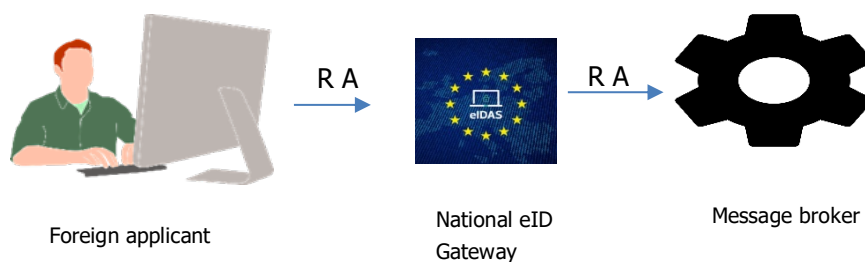 R A
R A
eIDAS
Foreign applicant
National eID
Gateway
Message broker